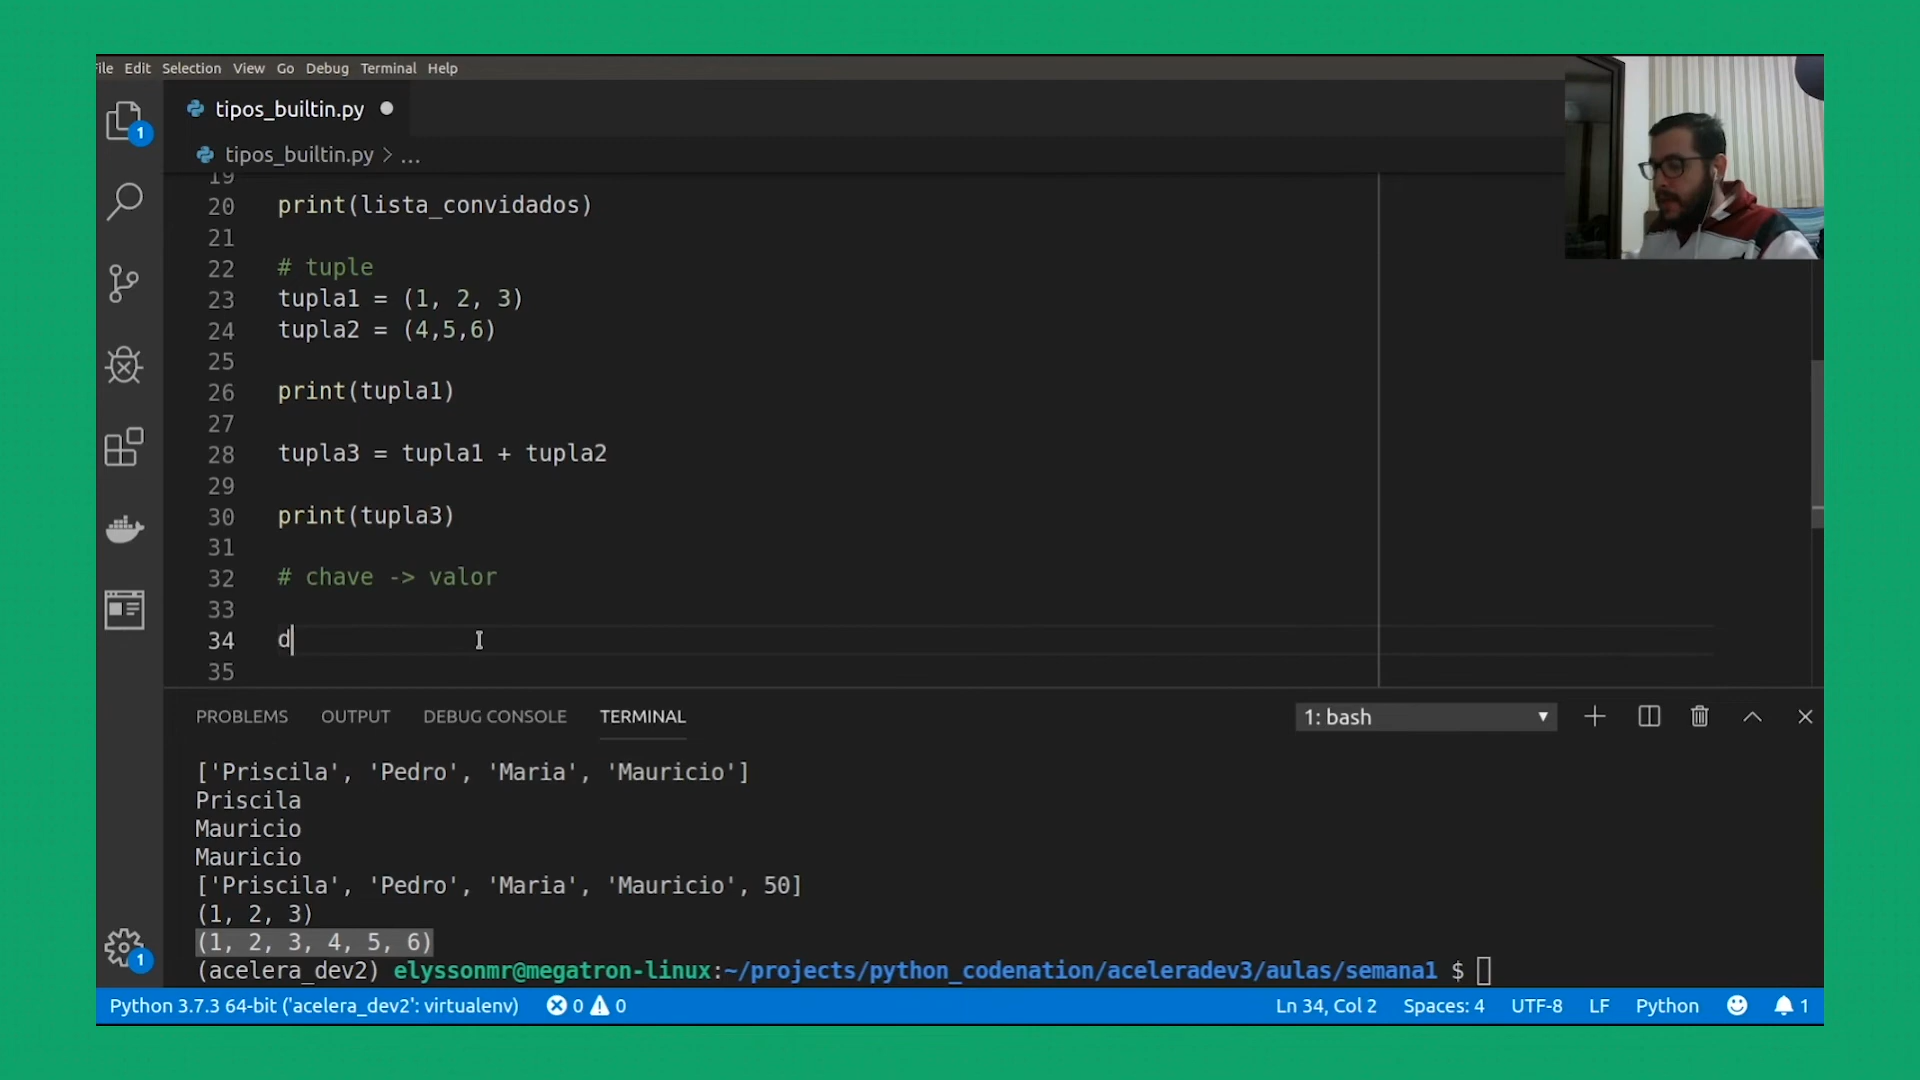 ile Edit Selection View Go Debug Terminal Help
tipos_builtin.py
tipos_builtin.py > ...
1
19
20 print(lista_convidados)
21
22 # tuple
23 tupla1 = (1, 2, 3)
24 tupla2 = (4,5,6)
25
26 print(tupla1)
27
28 tupla3 = tupla1 + tupla2
29
30 print(tupla3)
31
32 # chave -> valor
33
34 d
35
PROBLEMS OUTPUT DEBUG CONSOLE TERMINAL 1: bash
['Priscila', 'Pedro', 'Maria', 'Mauricio']
Priscila
Mauricio
Mauricio
['Priscila', 'Pedro', 'Maria', 'Mauricio', 50]
(1, 2, 3)
(1, 2, 3, 4, 5, 6)
(acelera_dev2) elyssonmr@megatron-linux:~/projects/python_codenation/aceleradev3/aulas/semana1 $
1
Python 3.7.3 64-bit ('acelera_dev2': virtualenv) 0 0 Ln 34, Col 2 Spaces: 4 UTF-8 LF Python 1